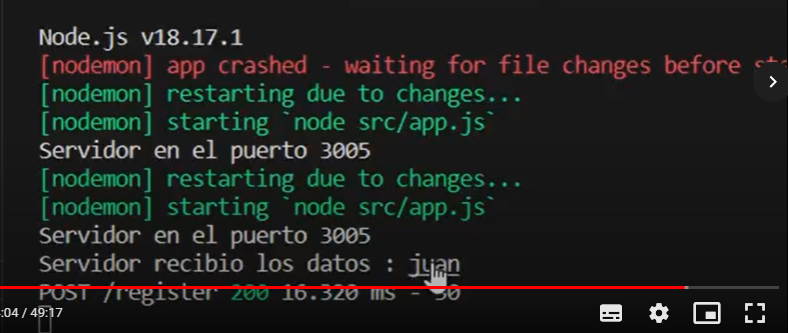 Node.js v18.17.1
[nodemon] app crashed - waiting for file changes before
[nodemon] restarting due to changes...
[nodemon] starting `node src/app.js`
Servidor en el puerto 3005
[nodemon] restarting due to changes...
[nodemon] starting `node src/app.js`
Servidor en el puerto 3005
Servidor recibio los datos : juan
POST /register 200 16.320 ms - 30
:04 / 49:17